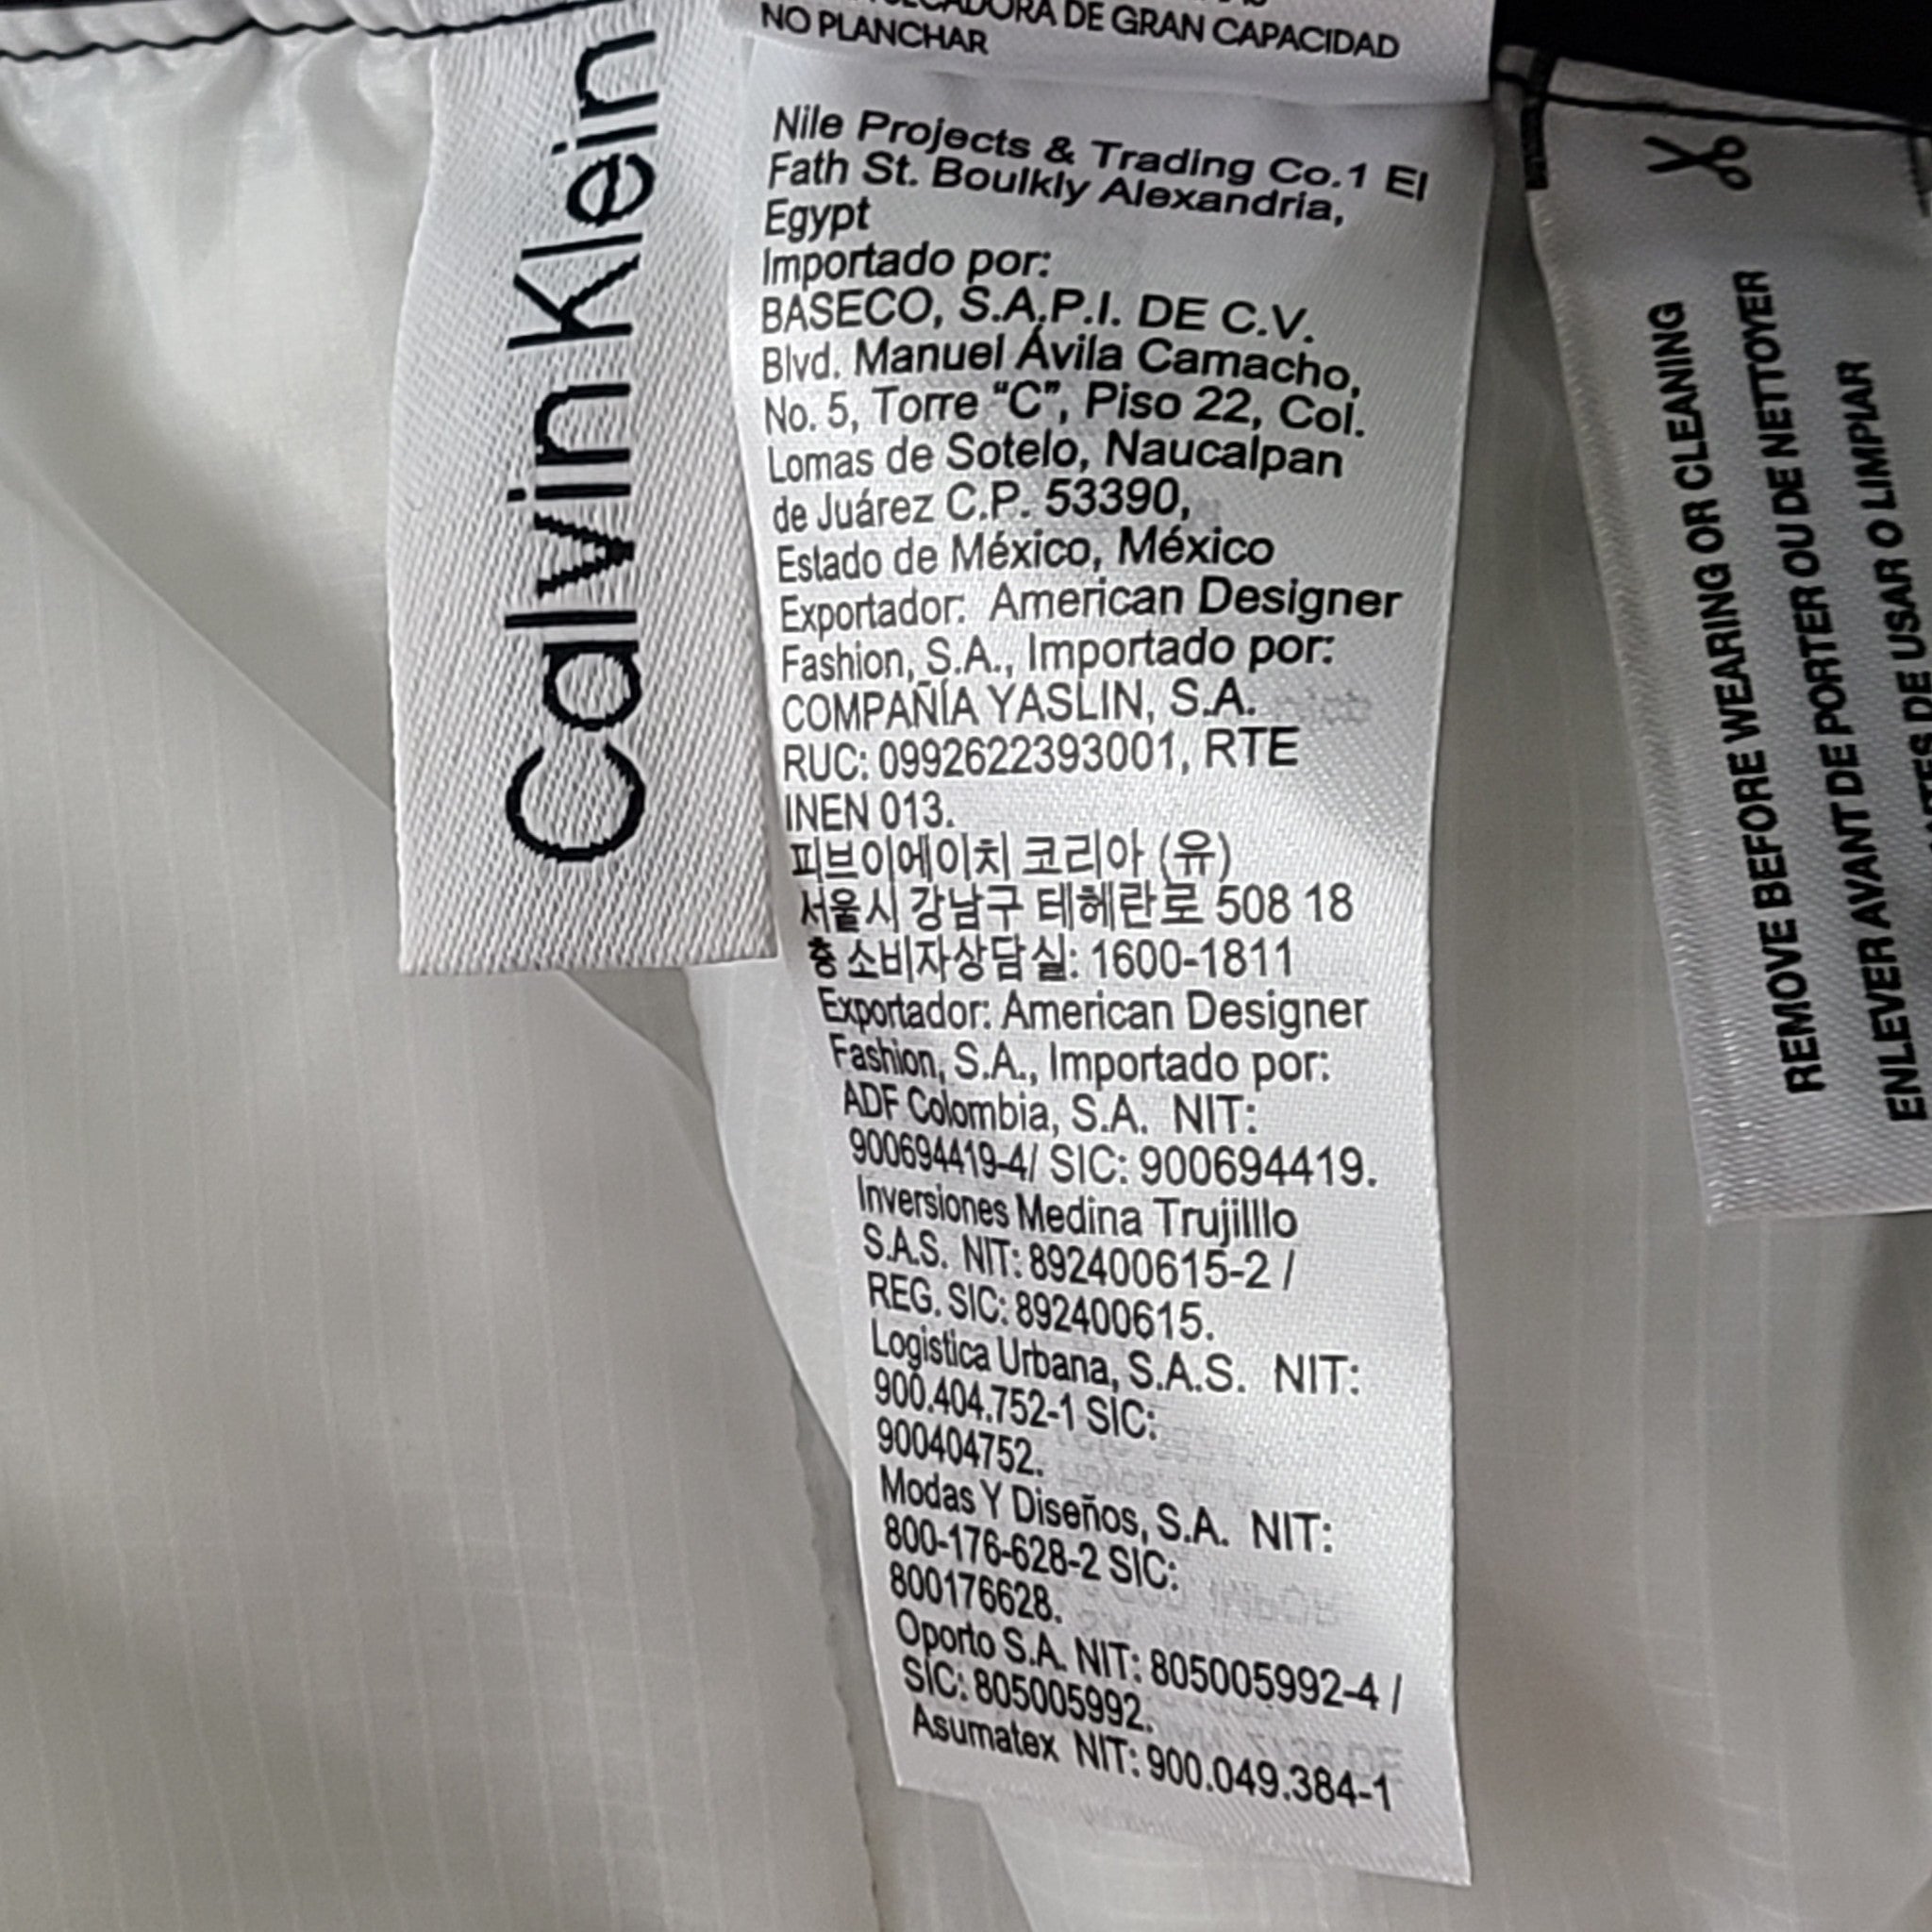 Calvin Klein
DE GRAN CAPACIDAD
NO PLANCHAR
Nile Projects & Trading Co.1 El
Fath St. Boulkly Alexandria,
Egypt
Importado por:
BASECO, S.A.P.I. DE C.V.
Blvd. Manuel Ávila Camacho,
No. 5, Torre “C”, Piso 22, Col.
Lomas de Sotelo, Naucalpan
de Juárez C.P. 53390,
Estado de México, México
Exportador: American Designer
Fashion, S.A., Importado por:
COMPAÑÍA YASLIN, S.A.
RUC: 0992622393001, RTE
INEN 013.
피브이에이치 코리아 (유)
서울시 강남구 테헤란로 508 18
층 소비자상담실: 1600-1811
Exportador: American Designer
Fashion, S.A., Importado por:
ADF Colombia, S.A. NIT:
900694419-4/ SIC: 900694419.
Inversiones Medina Trujilllo
S.A.S. NIT: 892400615-2 /
REG. SIC: 892400615.
Logistica Urbana, S.A.S. NIT:
900.404.752-1 SIC:
900404752.
Modas Y Diseños, S.A. NIT:
800-176-628-2 SIC:
800176628.
Oporto S.A. NIT: 805005992-4 /
SIC: 805005992.
Asumatex NIT: 900.049.384-1
REMOVE BEFORE WEARING OR CLEANING
ENLEVER AVANT DE PORTER OU DE NETTOYER
DE USAR O LIMPIAR